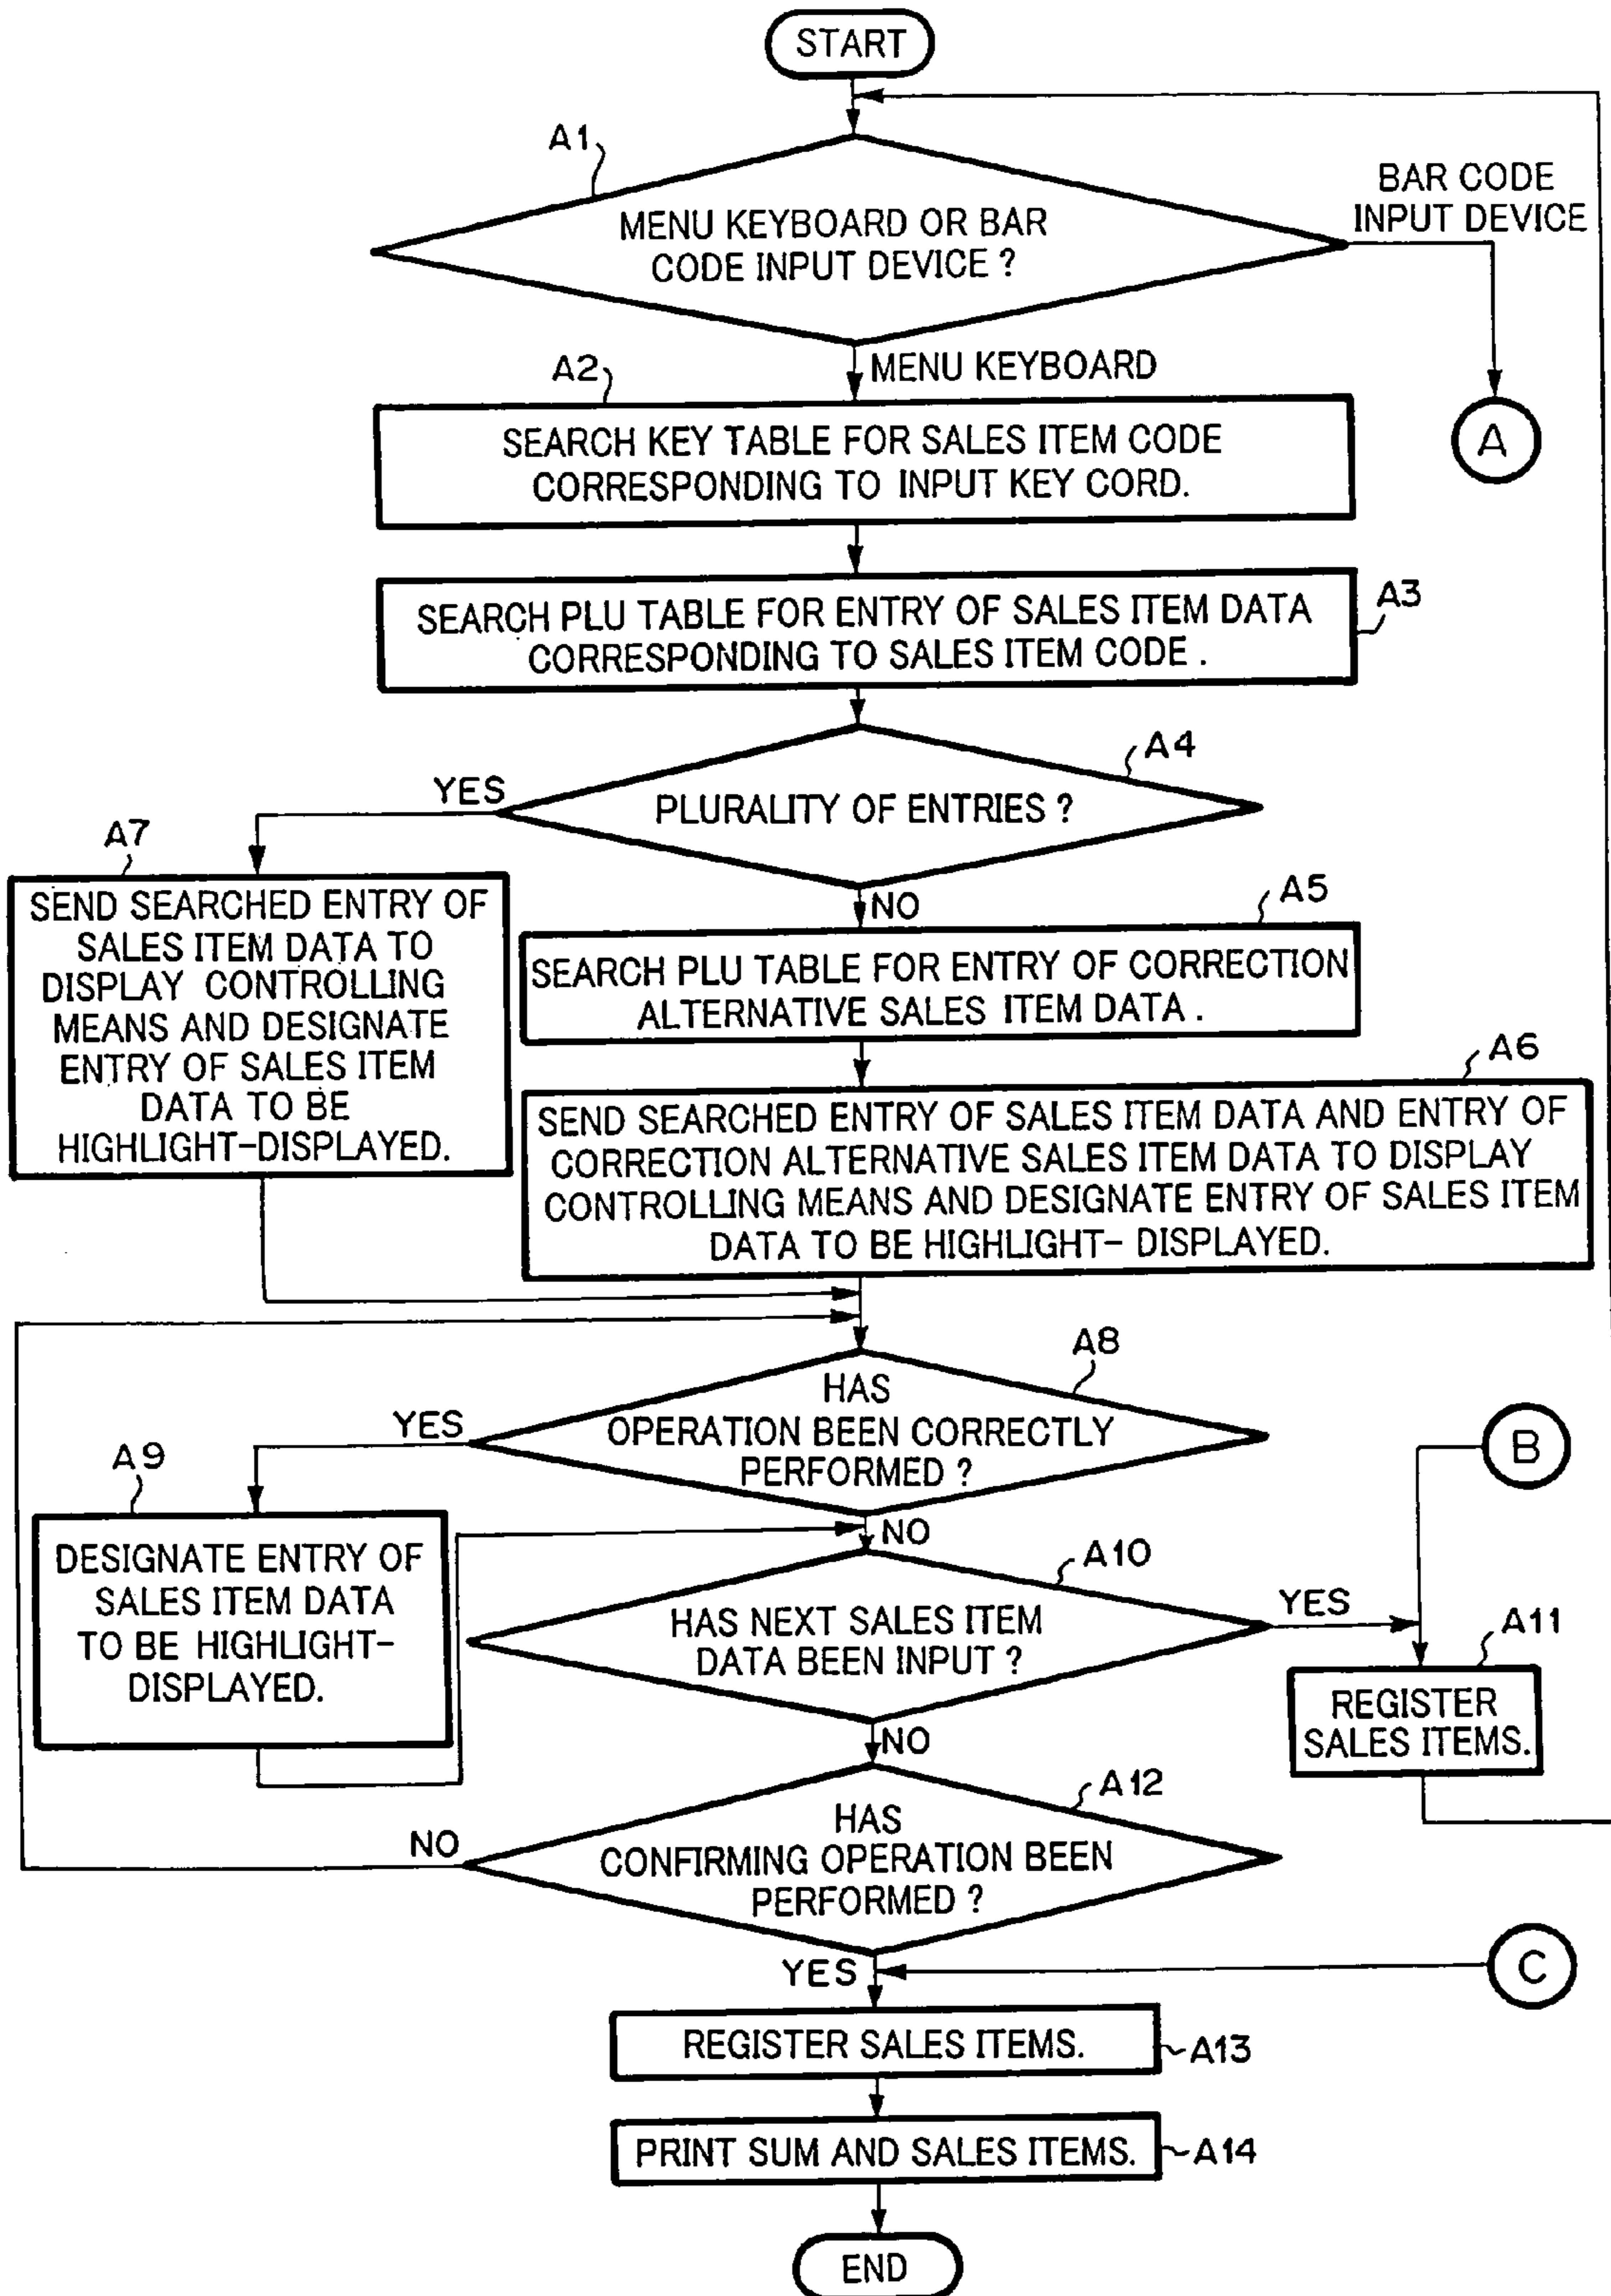 START
A1
MENU KEYBOARD OR BAR
CODE INPUT DEVICE ?
BAR CODE
INPUT DEVICE
A
MENU KEYBOARD
A2
SEARCH KEY TABLE FOR SALES ITEM CODE
CORRESPONDING TO INPUT KEY CORD.
A3
SEARCH PLU TABLE FOR ENTRY OF SALES ITEM DATA
CORRESPONDING TO SALES ITEM CODE .
A4
PLURALITY OF ENTRIES ?
YES
A7
SEND SEARCHED ENTRY OF
SALES ITEM DATA TO
DISPLAY CONTROLLING
MEANS AND DESIGNATE
ENTRY OF SALES ITEM
DATA TO BE
HIGHLIGHT-DISPLAYED.
NO
A5
SEARCH PLU TABLE FOR ENTRY OF CORRECTION
ALTERNATIVE SALES ITEM DATA .
A6
SEND SEARCHED ENTRY OF SALES ITEM DATA AND ENTRY OF
CORRECTION ALTERNATIVE SALES ITEM DATA TO DISPLAY
CONTROLLING MEANS AND DESIGNATE ENTRY OF SALES ITEM
DATA TO BE HIGHLIGHT- DISPLAYED.
A8
HAS
OPERATION BEEN CORRECTLY
PERFORMED ?
YES
A9
DESIGNATE ENTRY OF
SALES ITEM DATA
TO BE HIGHLIGHT-
DISPLAYED.
NO
B
A10
HAS NEXT SALES ITEM
DATA BEEN INPUT ?
YES
A11
REGISTER
SALES ITEMS.
NO
A12
HAS
CONFIRMING OPERATION BEEN
PERFORMED ?
NO
YES
C
REGISTER SALES ITEMS.
A13
PRINT SUM AND SALES ITEMS.
A14
END